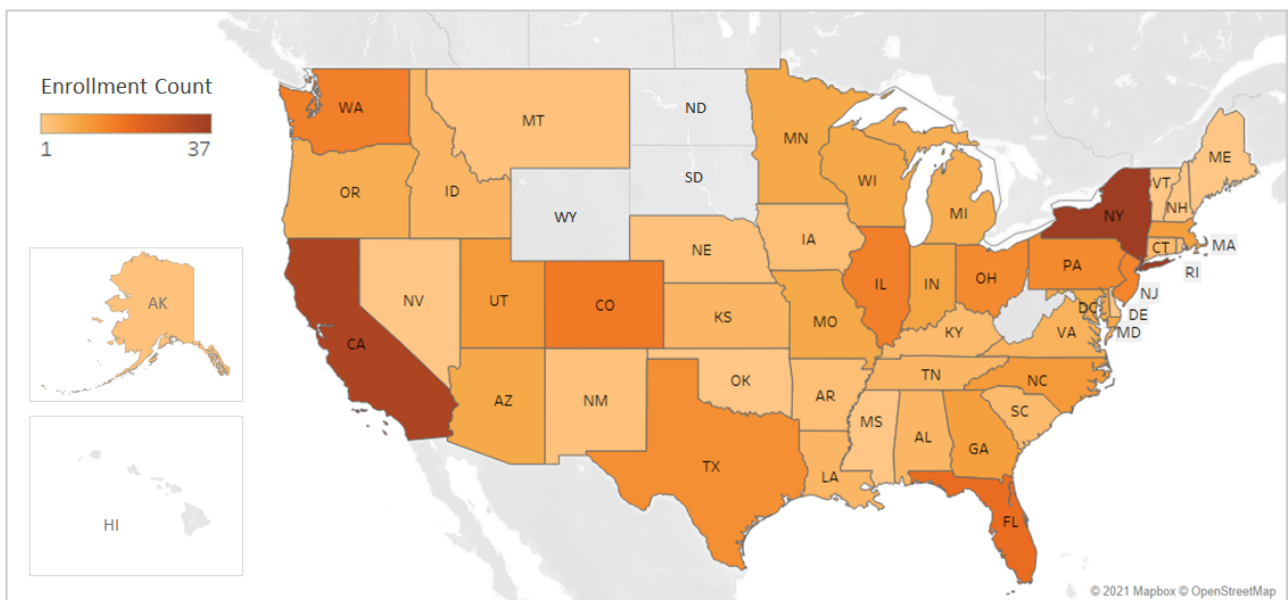 Enrollment Count
1 37
WA
MT
ND
MN
ME
OR
ID
SD
WI
MI
VT
NH
NY
WY
IA
CT
MA
RI
NE
PA
NJ
AK
NV
UT
CO
IL
IN
OH
DC
DE
MD
CA
KS
MO
KY
VA
AZ
NM
OK
AR
TN
NC
SC
TX
LA
MS
AL
GA
HI
FL
© 2021 Mapbox © OpenStreetMap